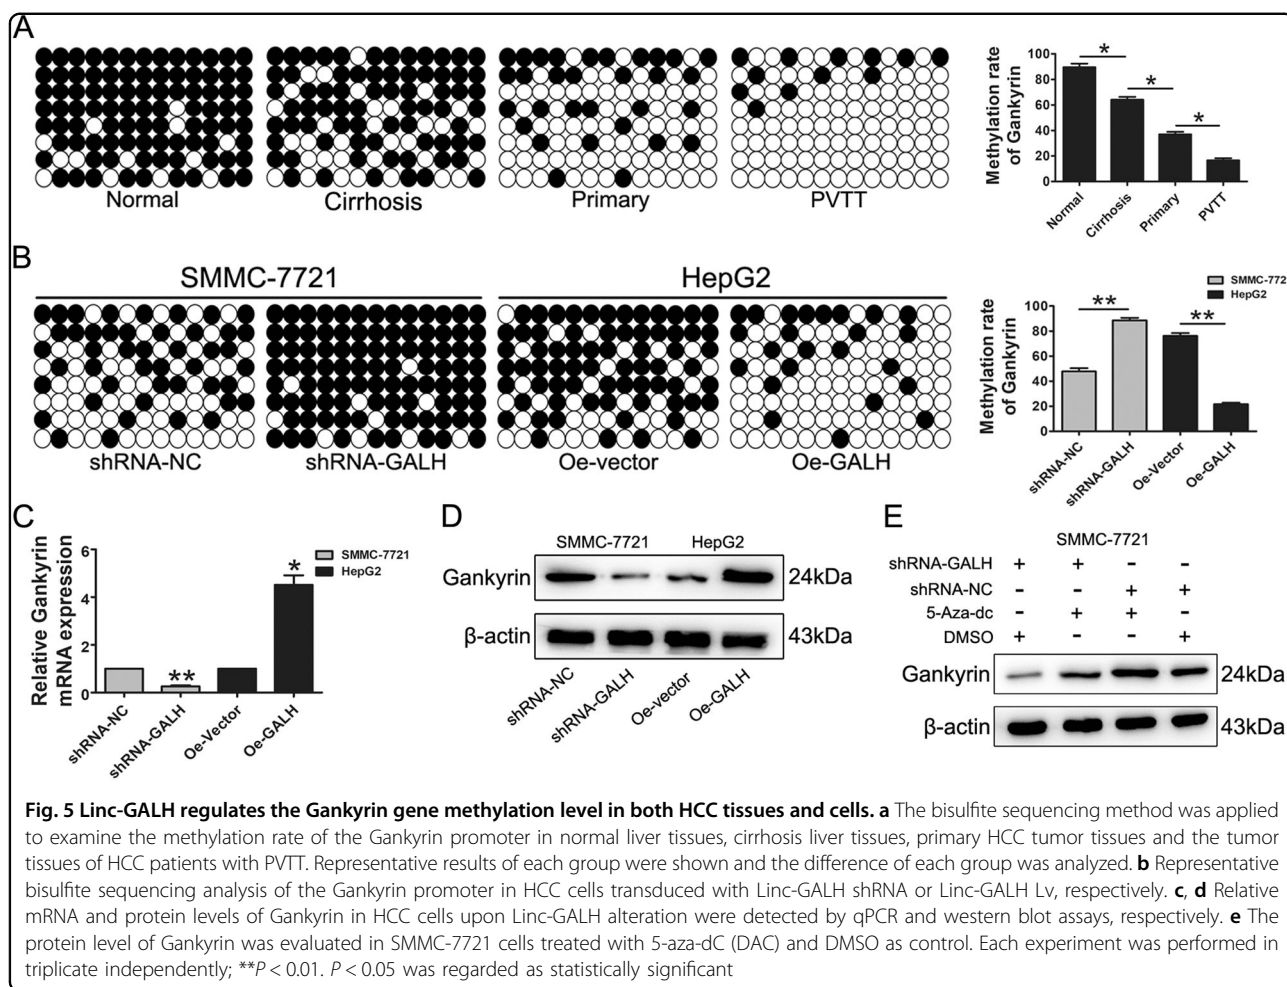 A
Normal
Cirrhosis
Primary
PVTT
Methylation rate
of Gankyrin
100
80
60
40
20
0
*
*
*
Normal
Cirrhosis
Primary
PVTT
B
SMMC-7721
HepG2
shRNA-NC
shRNA-GALH
Oe-vector
Oe-GALH
SMMC-772
HepG2
Methylation rate
of Gankyrin
100
80
60
40
20
0
**
**
shRNA-NC
shRNA-GALH
Oe-Vector
Oe-GALH
C
Relative Gankyrin
mRNA expression
6
4
2
0
SMMC-7721
HepG2
**
*
shRNA-NC
shRNA-GALH
Oe-Vector
Oe-GALH
D
SMMC-7721 HepG2
Gankyrin 24kDa
β-actin 43kDa
shRNA-NC
shRNA-GALH
Oe-vector
Oe-GALH
E
SMMC-7721
shRNA-GALH + + - -
shRNA-NC - - + +
5-Aza-dc - + + -
DMSO + - - +
Gankyrin 24kDa
β-actin 43kDa
Fig. 5 Linc-GALH regulates the Gankyrin gene methylation level in both HCC tissues and cells. a The bisulfite sequencing method was applied
to examine the methylation rate of the Gankyrin promoter in normal liver tissues, cirrhosis liver tissues, primary HCC tumor tissues and the tumor
tissues of HCC patients with PVTT. Representative results of each group were shown and the difference of each group was analyzed. b Representative
bisulfite sequencing analysis of the Gankyrin promoter in HCC cells transduced with Linc-GALH shRNA or Linc-GALH Lv, respectively. c, d Relative
mRNA and protein levels of Gankyrin in HCC cells upon Linc-GALH alteration were detected by qPCR and western blot assays, respectively. e The
protein level of Gankyrin was evaluated in SMMC-7721 cells treated with 5-aza-dC (DAC) and DMSO as control. Each experiment was performed in
triplicate independently; **P < 0.01. P < 0.05 was regarded as statistically significant